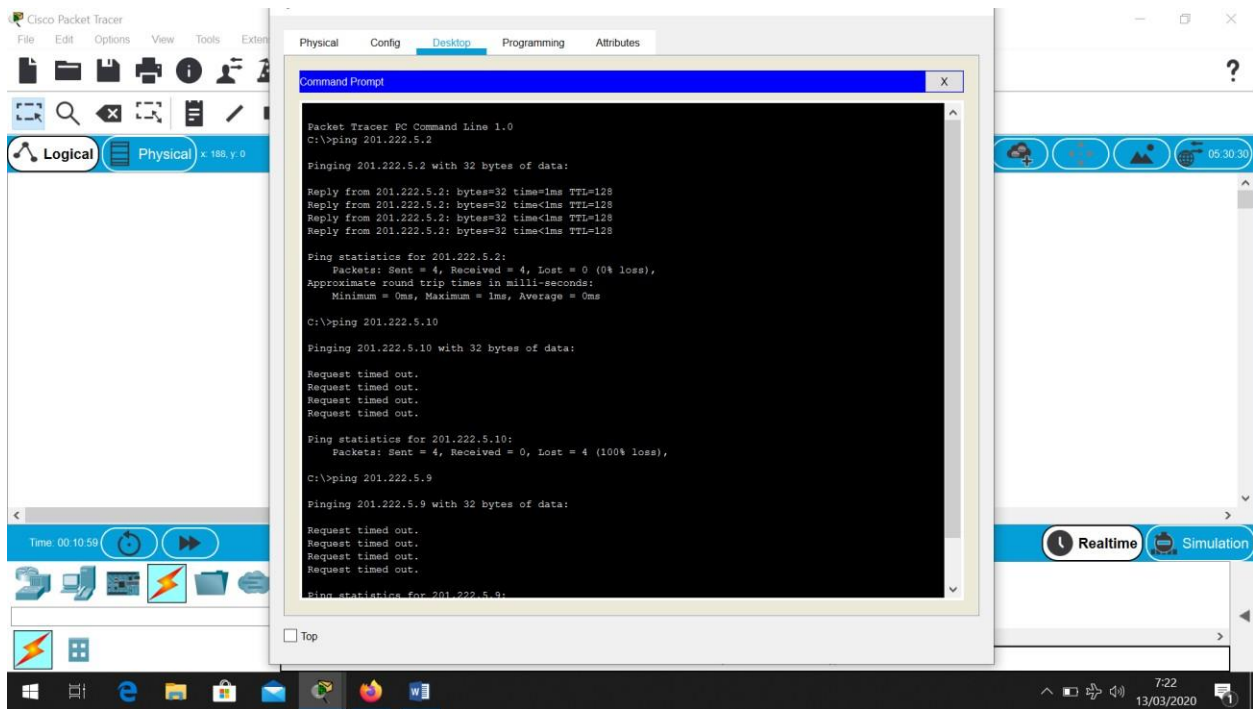 Cisco Packet Tracer
File Edit Options View Tools Exten
Physical Config Desktop Programming Attributes
Command Prompt X
?
Logical Physical x: 188, y: 0
05:30:30
Packet Tracer PC Command Line 1.0
C:\>ping 201.222.5.2
Pinging 201.222.5.2 with 32 bytes of data:
Reply from 201.222.5.2: bytes=32 time=1ms TTL=128
Reply from 201.222.5.2: bytes=32 time<1ms TTL=128
Reply from 201.222.5.2: bytes=32 time<1ms TTL=128
Reply from 201.222.5.2: bytes=32 time<1ms TTL=128
Ping statistics for 201.222.5.2:
Packets: Sent = 4, Received = 4, Lost = 0 (0% loss),
Approximate round trip times in milli-seconds:
Minimum = 0ms, Maximum = 1ms, Average = 0ms
C:\>ping 201.222.5.10
Pinging 201.222.5.10 with 32 bytes of data:
Request timed out.
Request timed out.
Request timed out.
Request timed out.
Ping statistics for 201.222.5.10:
Packets: Sent = 4, Received = 0, Lost = 4 (100% loss),
C:\>ping 201.222.5.9
Pinging 201.222.5.9 with 32 bytes of data:
Request timed out.
Request timed out.
Request timed out.
Request timed out.
Ping statistics for 201.222.5.9:
Time: 00:10:59
Realtime Simulation
Top
7:22
13/03/2020
1